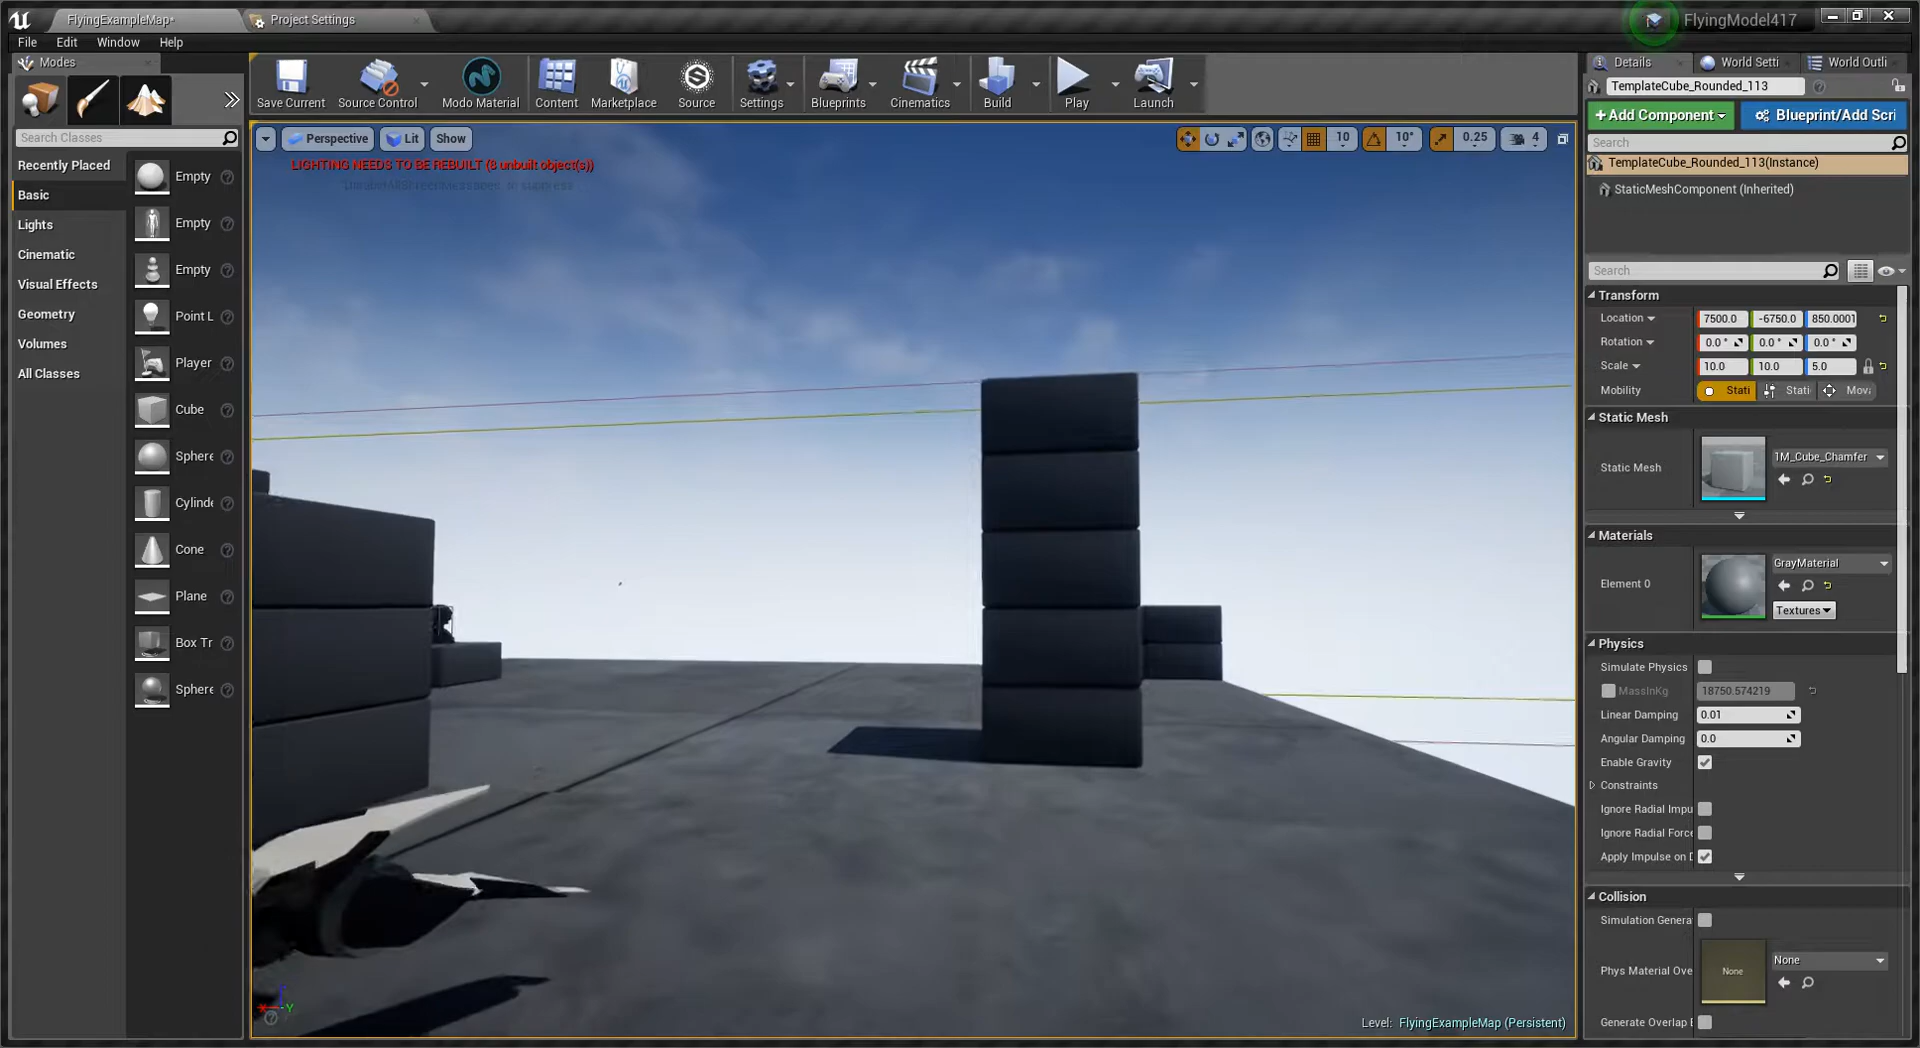 FlyingExampleMap*
Project Settings
FlyingModel417
File Edit Window Help
Modes
Search Classes
Recently Placed
Basic
Lights
Cinematic
Visual Effects
Geometry
Volumes
All Classes
Empty
Empty
Empty
Point L
Player
Cube
Sphere
Cylinde
Cone
Plane
Box Tr
Sphere
Save Current
Source Control
Modo Material
Content
Marketplace
Source
Settings
Blueprints
Cinematics
Build
Play
Launch
Perspective
Lit
Show
10
10°
0.25
4
LIGHTING NEEDS TO BE REBUILT (8 unbuilt object(s))
Level: FlyingExampleMap (Persistent)
Details
World Setti
World Outli
TemplateCube_Rounded_113
+Add Component
Blueprint/Add Scri
Search
TemplateCube_Rounded_113(Instance)
StaticMeshComponent (Inherited)
Search
Transform
Location 7500.0 -6750.0 850.0001
Rotation 0.0 ° 0.0 ° 0.0 °
Scale 10.0 10.0 5.0
Mobility Stati Stati Mova
Static Mesh
Static Mesh
1M_Cube_Chamfer
Materials
Element 0
GrayMaterial
Textures
Physics
Simulate Physics
MassInKg 18750.574219
Linear Damping 0.01
Angular Damping 0.0
Enable Gravity
Constraints
Ignore Radial Impu
Ignore Radial Force
Apply Impulse on D
Collision
Simulation Genera
Phys Material Ove
None
None
Generate Overlap E